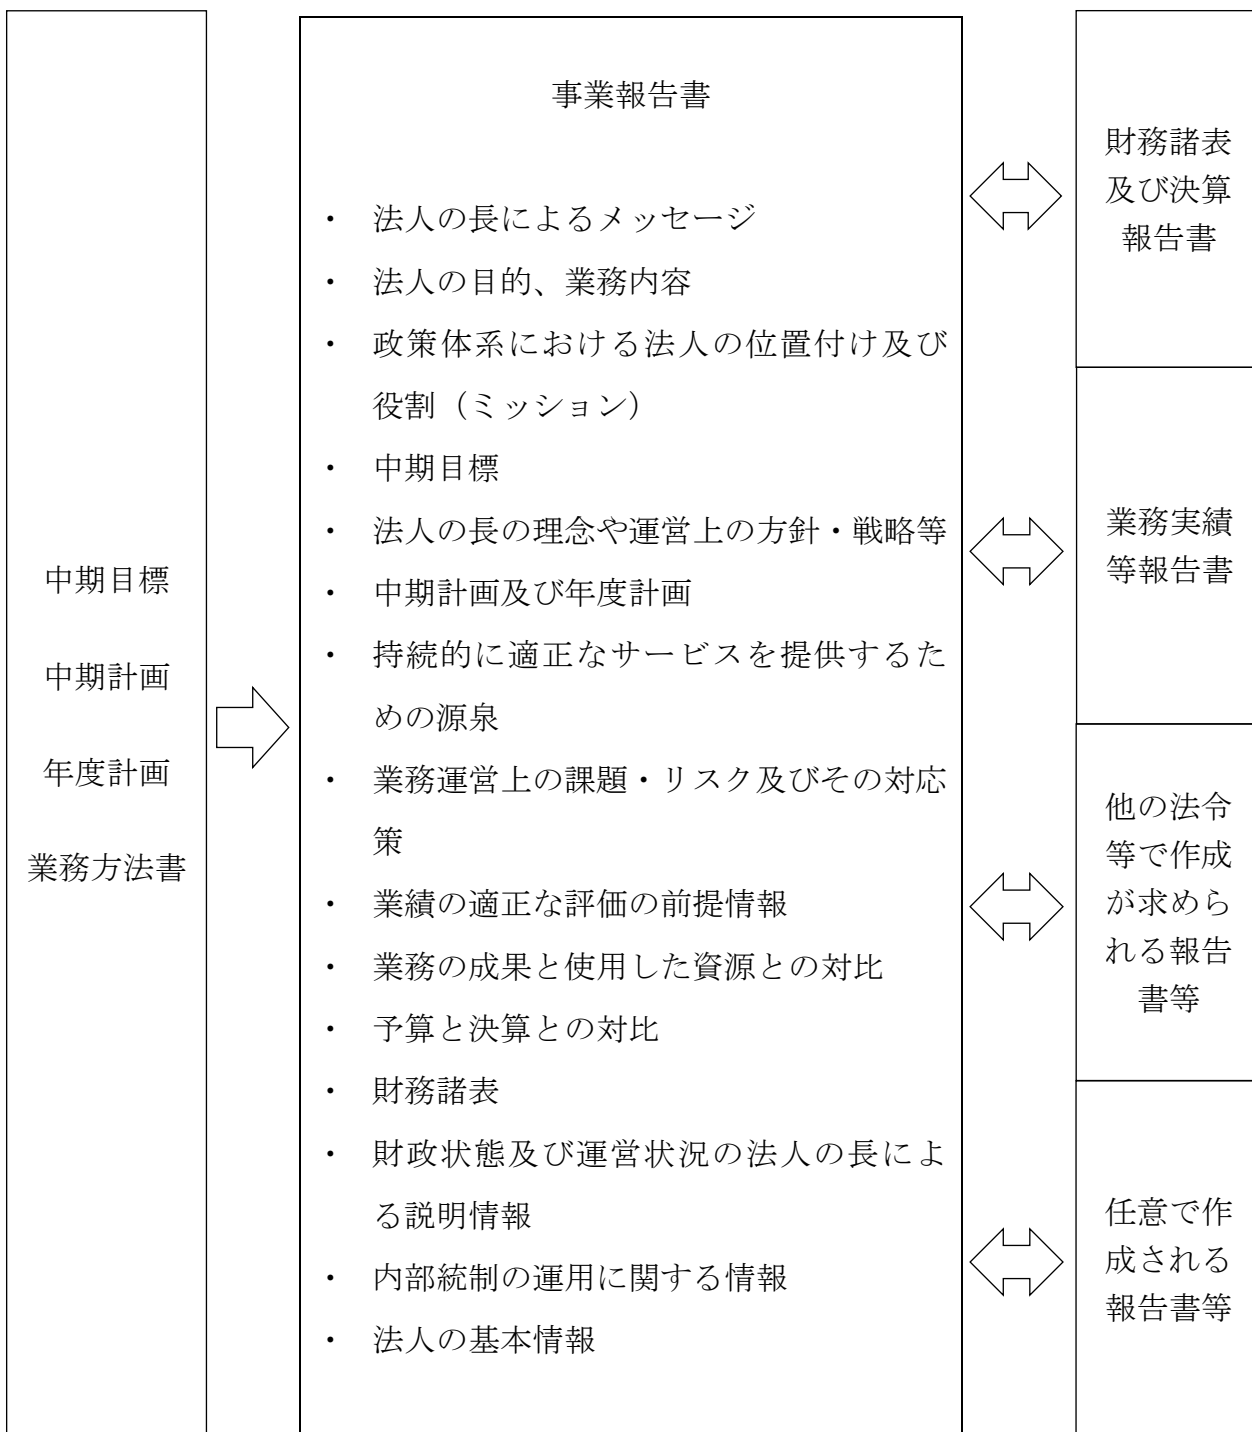 中期目標
中期計画
年度計画
業務方法書
事業報告書
・ 法人の長によるメッセージ
・ 法人の目的、業務内容
・ 政策体系における法人の位置付け及び
役割（ミッション）
・ 中期目標
・ 法人の長の理念や運営上の方針・戦略等
・ 中期計画及び年度計画
・ 持続的に適正なサービスを提供するた
めの源泉
・ 業務運営上の課題・リスク及びその対応
策
・ 業績の適正な評価の前提情報
・ 業務の成果と使用した資源との対比
・ 予算と決算との対比
・ 財務諸表
・ 財政状態及び運営状況の法人の長によ
る説明情報
・ 内部統制の運用に関する情報
・ 法人の基本情報
財務諸表
及び決算
報告書
業務実績
等報告書
他の法令
等で作成
が求めら
れる報告
書等
任意で作
成される
報告書等